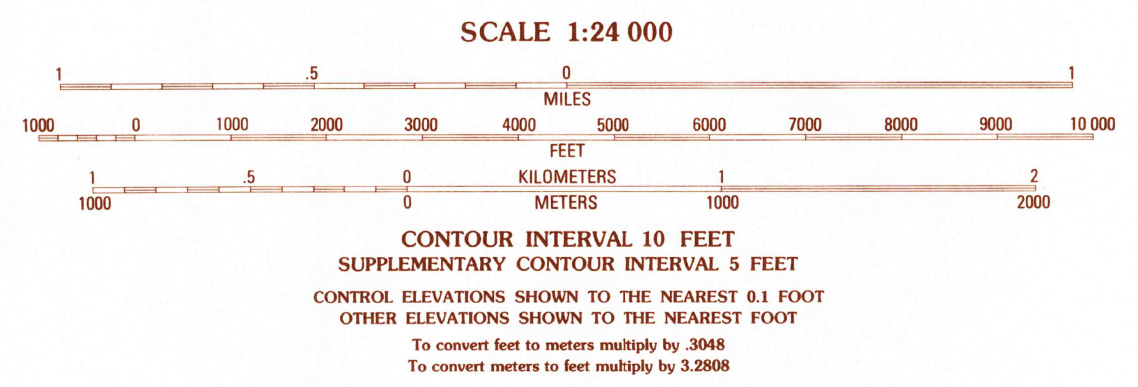 SCALE 1:24 000
1 .5 0 1
MILES
1000 0 1000 2000 3000 4000 5000 6000 7000 8000 9000 10 000
FEET
1 .5 0 KILOMETERS 1 2
1000 0 METERS 1000 2000
CONTOUR INTERVAL 10 FEET
SUPPLEMENTARY CONTOUR INTERVAL 5 FEET
CONTROL ELEVATIONS SHOWN TO THE NEAREST 0.1 FOOT
OTHER ELEVATIONS SHOWN TO THE NEAREST FOOT
To convert feet to meters multiply by .3048
To convert meters to feet multiply by 3.2808